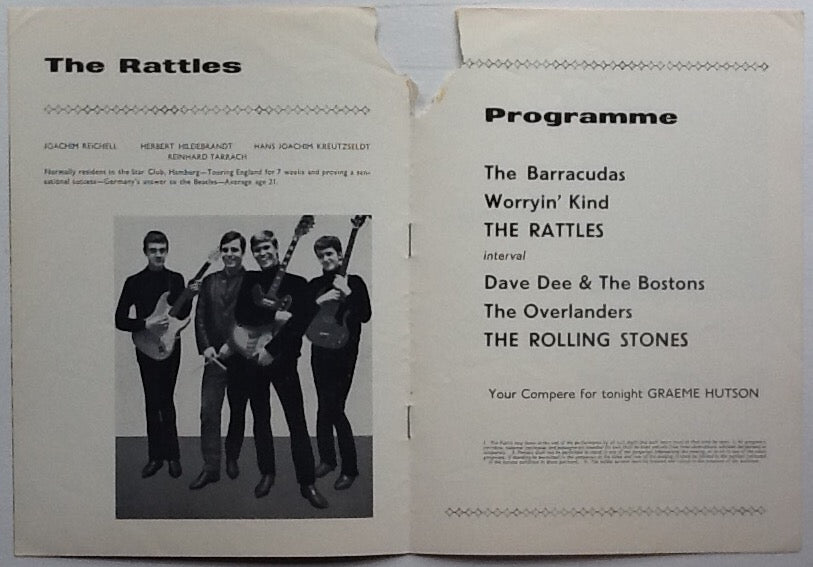 The Rattles
JOACHIM REICHELL HERBERT HILDEBRANDT HANS JOACHIM KREUTZSELDT
REINHARD TARRACH
Normally resident in the Star Club, Hamburg—Touring England for 7 weeks and proving a sen-
sational success—Germany's answer to the Beatles—Average age 21.
Programme
The Barracudas
Worryin' Kind
THE RATTLES
interval
Dave Dee & The Bostons
The Overlanders
THE ROLLING STONES
Your Compere for tonight GRAEME HUTSON